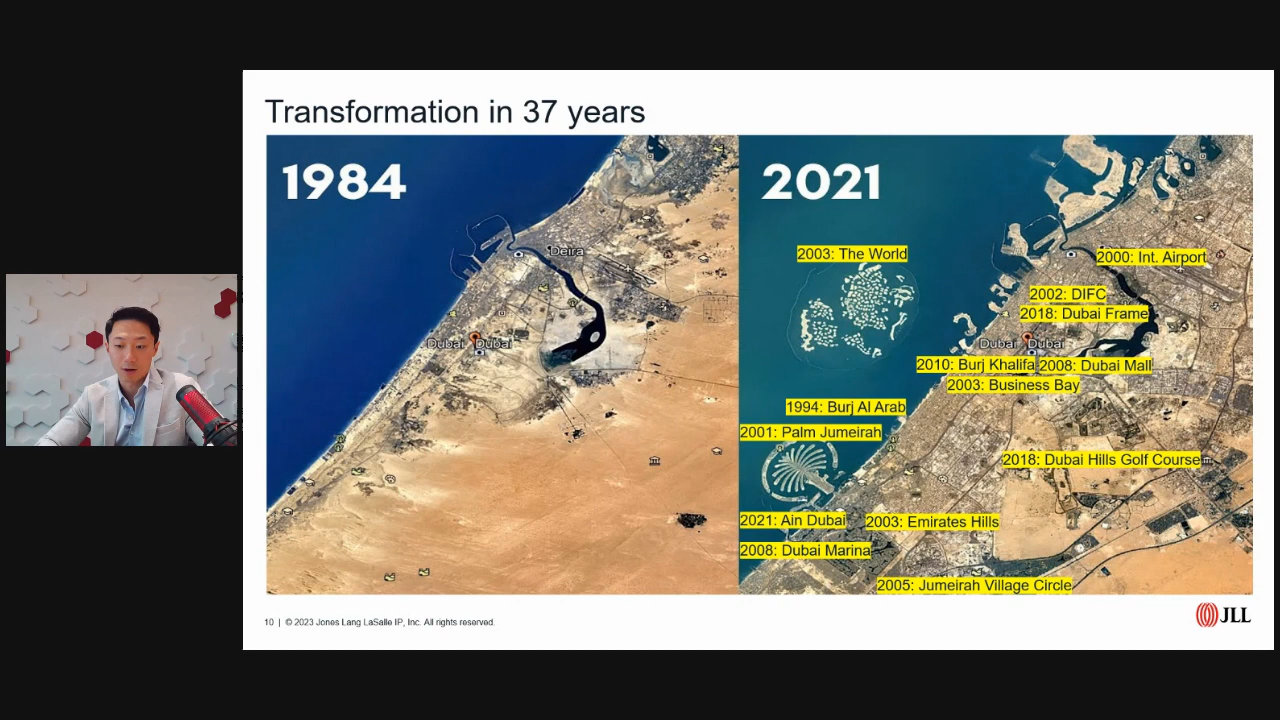 Transformation in 37 years
1984
2021
Deira
Dubai Dubai
2003: The World
2000: Int. Airport
2002: DIFC
2018: Dubai Frame
Dubai Dubai
2010: Burj Khalifa 2008: Dubai Mall
2003: Business Bay
1994: Burj Al Arab
2001: Palm Jumeirah
2018: Dubai Hills Golf Course
2021: Ain Dubai 2003: Emirates Hills
2008: Dubai Marina
2005: Jumeirah Village Circle
10 | © 2023 Jones Lang LaSalle IP, Inc. All rights reserved.
JLL